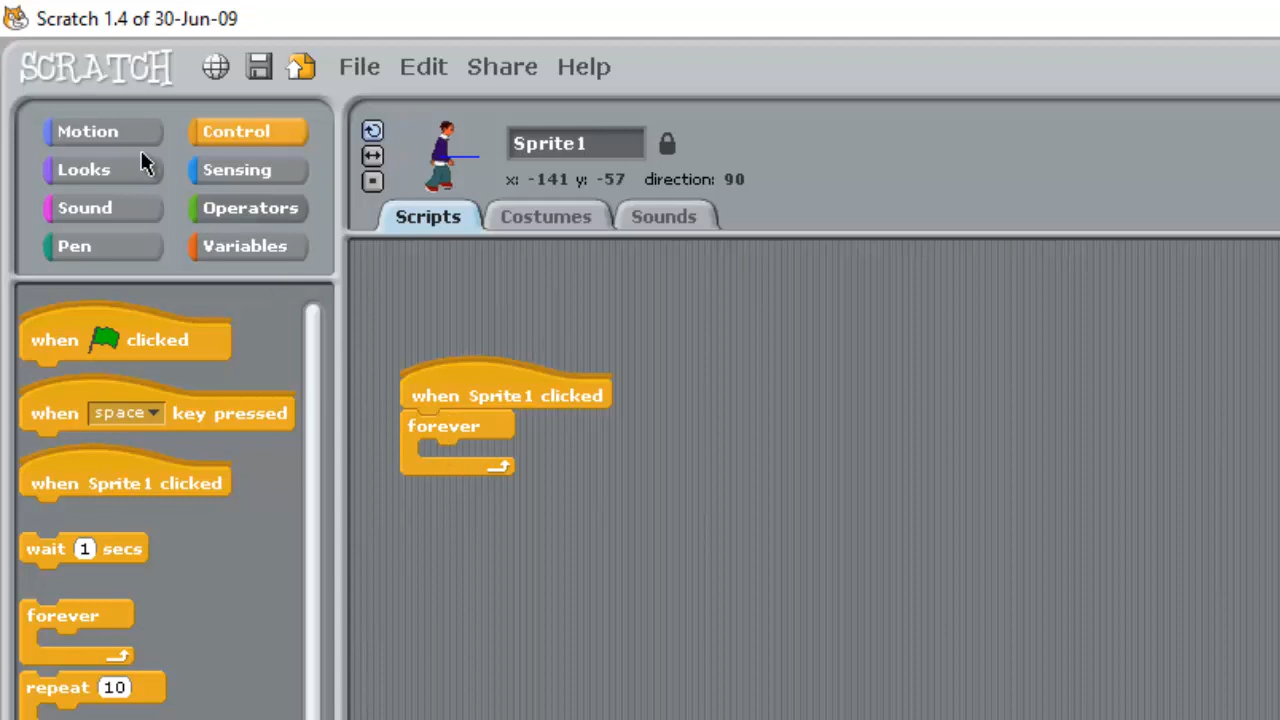 Scratch 1.4 of 30-Jun-09
SCRATCH File Edit Share Help
Motion Control
Looks Sensing
Sound Operators
Pen Variables
Sprite1
x: -141 y: -57 direction: 90
Scripts Costumes Sounds
when clicked
when space key pressed
when Sprite1 clicked
wait 1 secs
forever
repeat 10
when Sprite1 clicked
forever